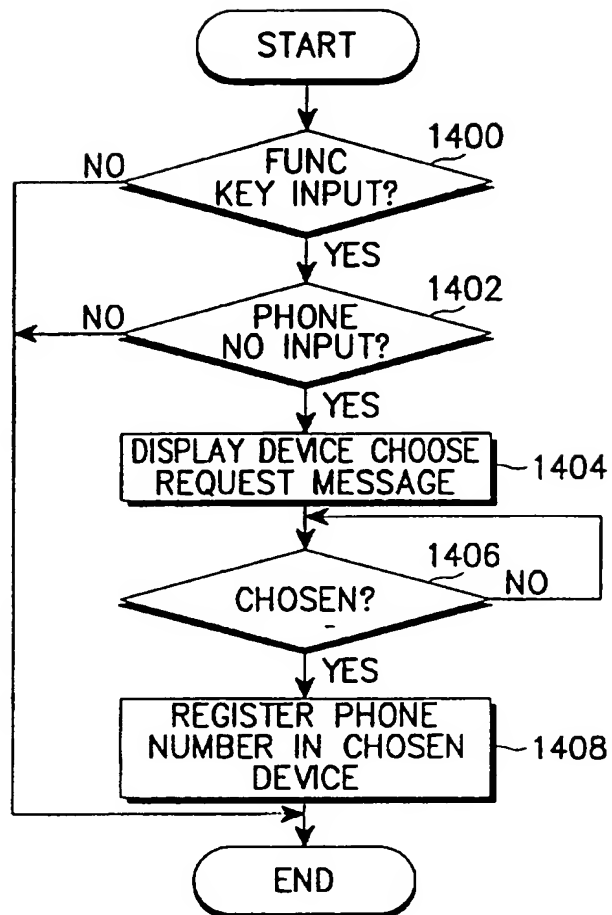 START
1400
NO
FUNC
KEY INPUT?
YES
1402
NO
PHONE
NO INPUT?
YES
DISPLAY DEVICE CHOOSE
REQUEST MESSAGE
1404
1406
NO
CHOSEN?
YES
REGISTER PHONE
NUMBER IN CHOSEN
DEVICE
1408
END